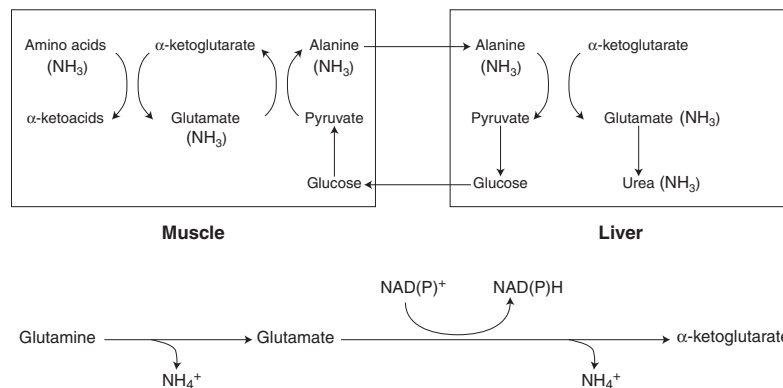 Amino acids α-ketoglutarate Alanine Alanine α-ketoglutarate
(NH₃) (NH₃) (NH₃)
α-ketoacids Glutamate Pyruvate Pyruvate Glutamate (NH₃)
(NH₃)
Glucose Glucose Urea (NH₃)
Muscle Liver
NAD(P)⁺ NAD(P)H
Glutamine Glutamate α-ketoglutarate
NH₄⁺ NH₄⁺